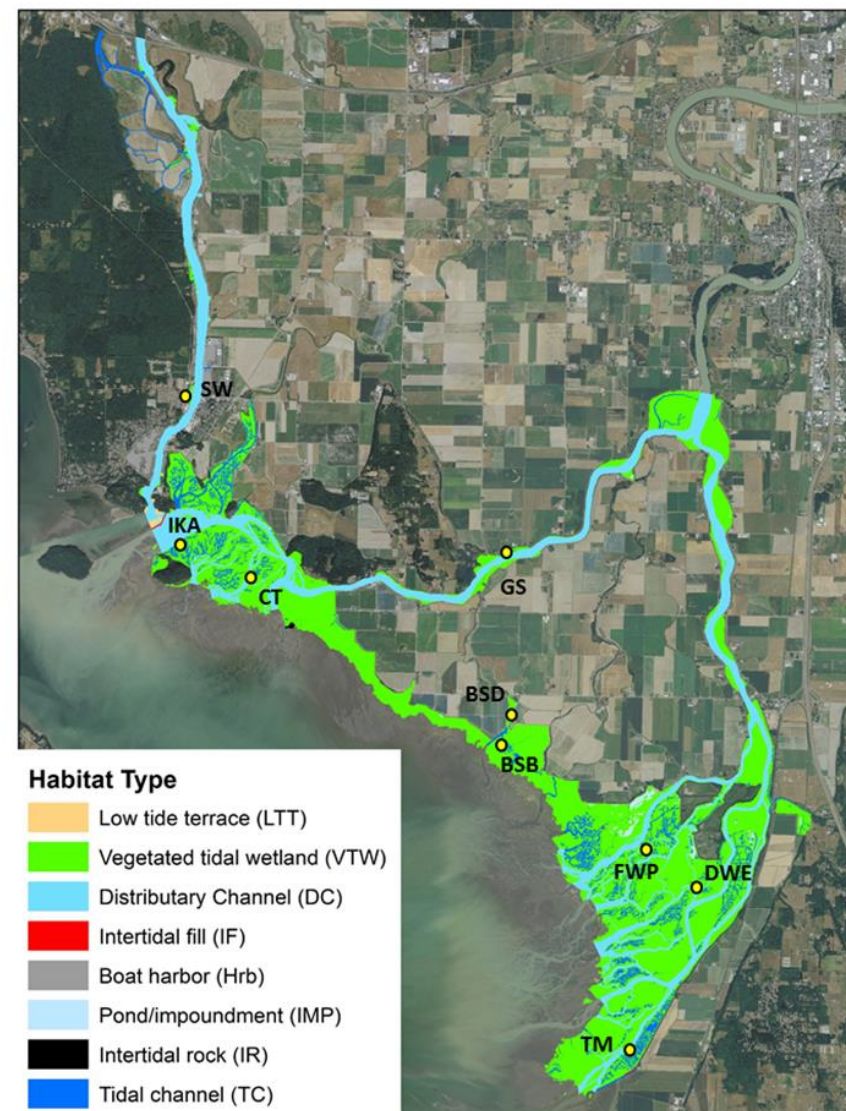 SW
IKA
CT
GS
BSD
BSB
FWP
DWE
TM
Habitat Type
Low tide terrace (LTT)
Vegetated tidal wetland (VTW)
Distributary Channel (DC)
Intertidal fill (IF)
Boat harbor (Hrb)
Pond/impoundment (IMP)
Intertidal rock (IR)
Tidal channel (TC)